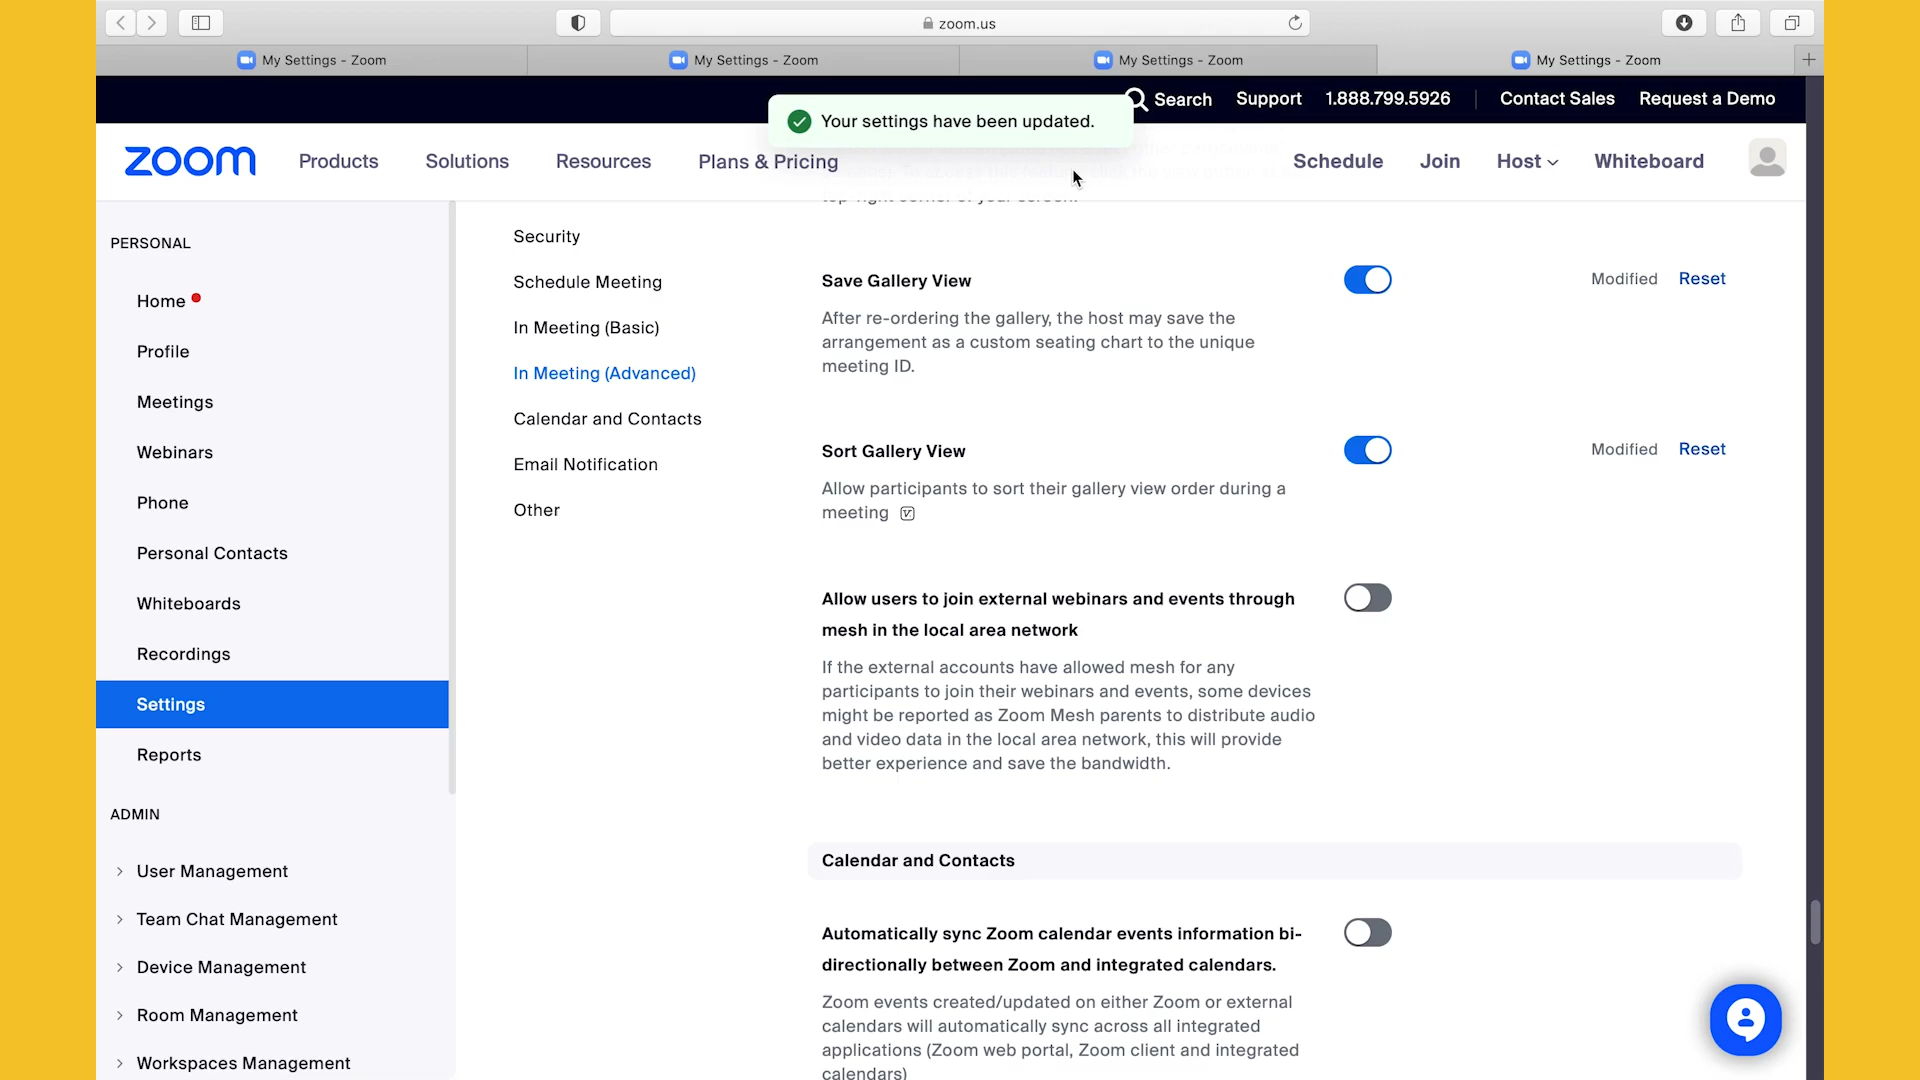 zoom.us
My Settings - Zoom
My Settings - Zoom
My Settings - Zoom
My Settings - Zoom
Search
Support
1.888.799.5926
Contact Sales
Request a Demo
Your settings have been updated.
zoom
Products
Solutions
Resources
Plans & Pricing
Schedule
Join
Host
Whiteboard
PERSONAL
Home
Profile
Meetings
Webinars
Phone
Personal Contacts
Whiteboards
Recordings
Settings
Reports
ADMIN
User Management
Team Chat Management
Device Management
Room Management
Workspaces Management
Security
Schedule Meeting
In Meeting (Basic)
In Meeting (Advanced)
Calendar and Contacts
Email Notification
Other
top-right corner of your screen.
Save Gallery View
Modified
Reset
After re-ordering the gallery, the host may save the
arrangement as a custom seating chart to the unique
meeting ID.
Sort Gallery View
Modified
Reset
Allow participants to sort their gallery view order during a
meeting
Allow users to join external webinars and events through
mesh in the local area network
If the external accounts have allowed mesh for any
participants to join their webinars and events, some devices
might be reported as Zoom Mesh parents to distribute audio
and video data in the local area network, this will provide
better experience and save the bandwidth.
Calendar and Contacts
Automatically sync Zoom calendar events information bi-
directionally between Zoom and integrated calendars.
Zoom events created/updated on either Zoom or external
calendars will automatically sync across all integrated
applications (Zoom web portal, Zoom client and integrated
calendars)